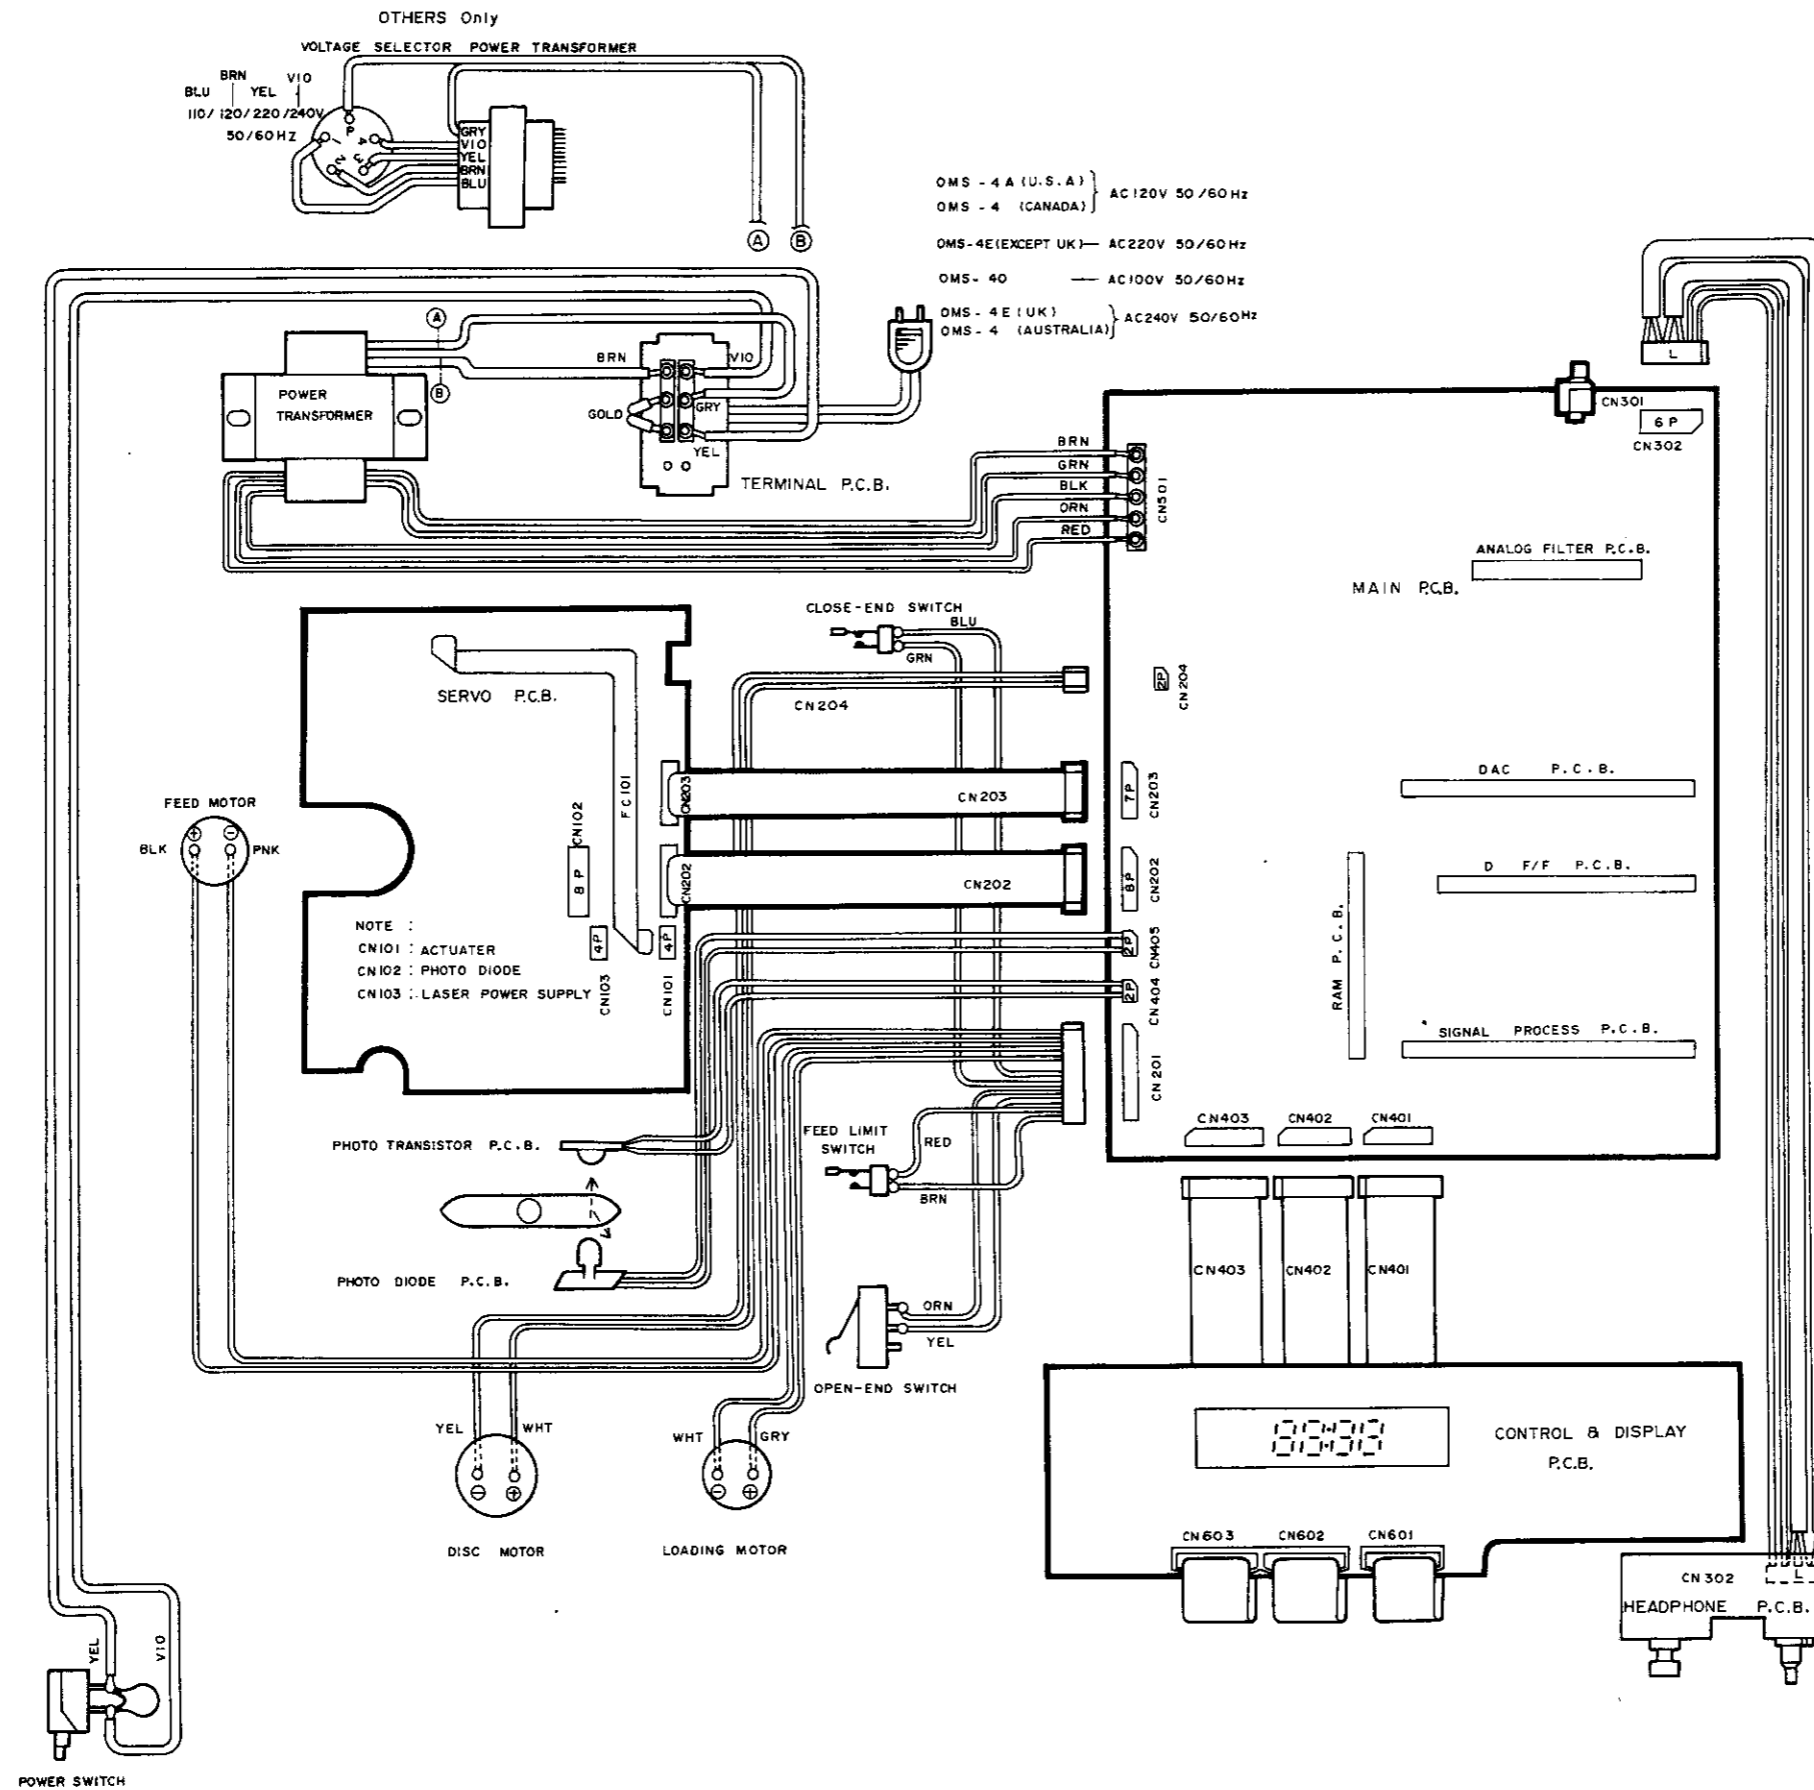 OTHERS Only
VOLTAGE SELECTOR POWER TRANSFORMER
BRN VIO
BLU YEL
110/120/220/240V
50/60HZ
P
1
2
3
4
GRY
VIO
YEL
BRN
BLU
A B
OMS - 4A (U.S.A)
OMS - 4 (CANADA)
AC120V 50/60Hz
OMS-4E(EXCEPT UK) AC220V 50/60Hz
OMS- 40 AC100V 50/60Hz
OMS- 4E (UK)
OMS- 4 (AUSTRALIA)
AC240V 50/60Hz
A
B
POWER
TRANSFORMER
BRN
VIO
GOLD
GRY
YEL
TERMINAL P.C.B.
L
CN301
6P
CN302
BRN
GRN
BLK
ORN
RED
CN501
ANALOG FILTER P.C.B.
MAIN P.C.B.
CLOSE-END SWITCH
BLU
GRN
SERVO P.C.B.
CN204
2P
CN204
FC101
CN203
CN203
7P
CN203
DAC P.C.B.
FEED MOTOR
BLK
PNK
CN102
8P
CN202
CN202
8P
CN202
D F/F P.C.B.
RAM P.C.B.
NOTE :
CN101 : ACTUATER
CN102 : PHOTO DIODE
CN103 : LASER POWER SUPPLY
4P
CN103
4P
CN101
2P
CN405
2P
CN404
CN201
SIGNAL PROCESS P.C.B.
CN403 CN402 CN401
PHOTO TRANSISTOR P.C.B.
FEED LIMIT
SWITCH
RED
BRN
PHOTO DIODE P.C.B.
CN403 CN402 CN401
ORN
YEL
OPEN-END SWITCH
YEL
WHT
DISC MOTOR
WHT
GRY
LOADING MOTOR
88:88
CONTROL & DISPLAY
P.C.B.
CN603 CN602 CN601
CN302
L
HEADPHONE P.C.B.
YEL
VIO
POWER SWITCH